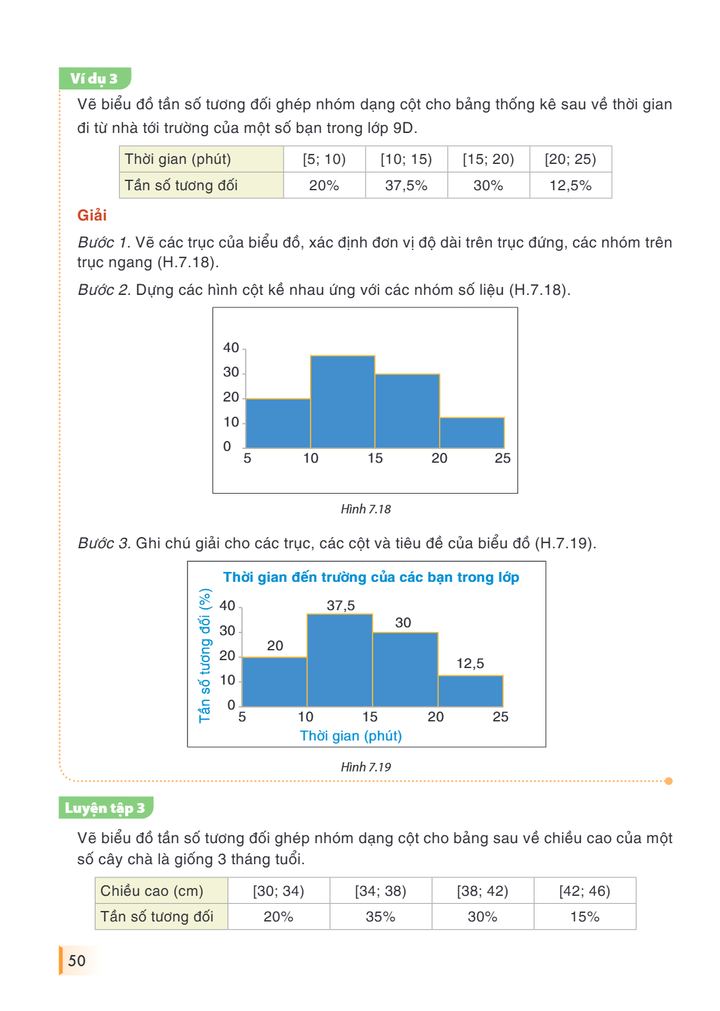 Ví dụ 3
Vẽ biểu đồ tần số tương đối ghép nhóm dạng cột cho bảng thống kê sau về thời gian
đi từ nhà tới trường của một số bạn trong lớp 9D.
Thời gian (phút) [5; 10) [10; 15) [15; 20) [20; 25)
Tần số tương đối 20% 37,5% 30% 12,5%
Giải
Bước 1. Vẽ các trục của biểu đồ, xác định đơn vị độ dài trên trục đứng, các nhóm trên
trục ngang (H.7.18).
Bước 2. Dựng các hình cột kề nhau ứng với các nhóm số liệu (H.7.18).
40
30
20
10
0
5 10 15 20 25
Hình 7.18
Bước 3. Ghi chú giải cho các trục, các cột và tiêu đề của biểu đồ (H.7.19).
Thời gian đến trường của các bạn trong lớp
Tần số tương đối (%)
40
30
20
10
0
20
37,5
30
12,5
5 10 15 20 25
Thời gian (phút)
Hình 7.19
Luyện tập 3
Vẽ biểu đồ tần số tương đối ghép nhóm dạng cột cho bảng sau về chiều cao của một
số cây chà là giống 3 tháng tuổi.
Chiều cao (cm) [30; 34) [34; 38) [38; 42) [42; 46)
Tần số tương đối 20% 35% 30% 15%
50